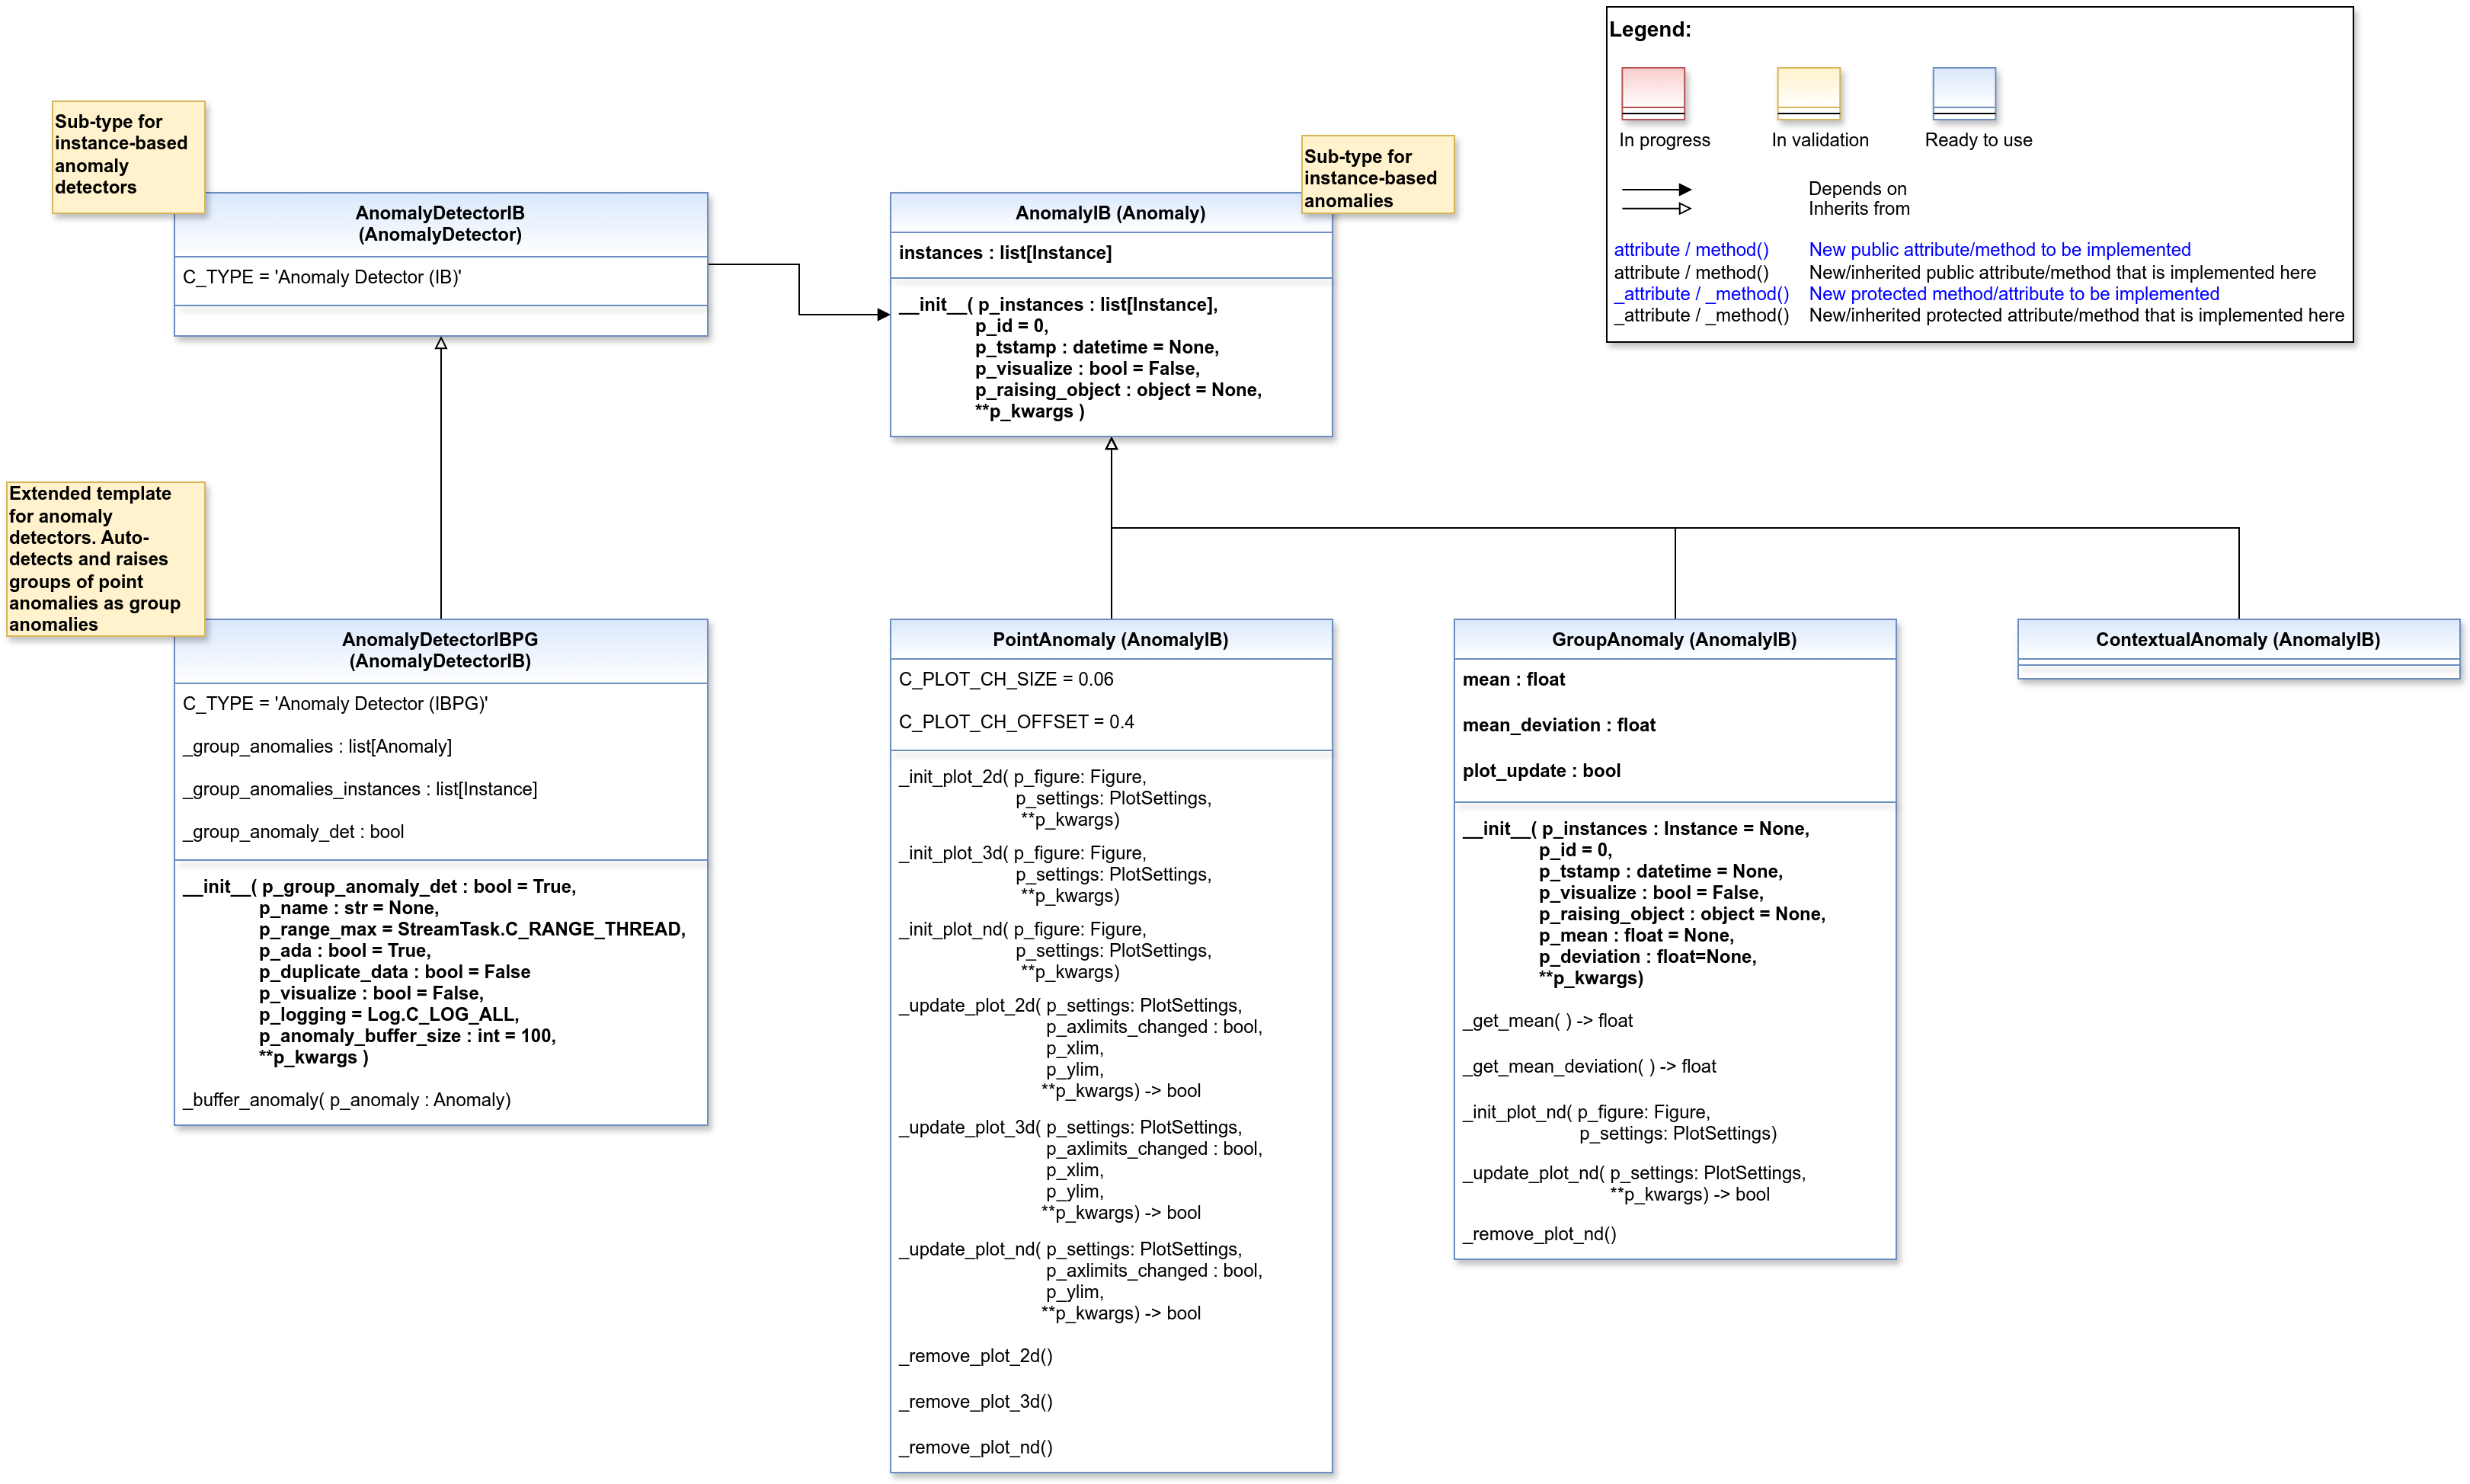 Legend:
In progress
In validation
Ready to use
Depends on
Inherits from
attribute / method() New public attribute/method to be implemented
attribute / method() New/inherited public attribute/method that is implemented here
_attribute / _method() New protected method/attribute to be implemented
_attribute / _method() New/inherited protected attribute/method that is implemented here
Sub-type for
instance-based
anomaly
detectors
AnomalyDetectorIB
(AnomalyDetector)
C_TYPE = 'Anomaly Detector (IB)'
Sub-type for
instance-based
anomalies
AnomalyIB (Anomaly)
instances : list[Instance]
__init__( p_instances : list[Instance],
p_id = 0,
p_tstamp : datetime = None,
p_visualize : bool = False,
p_raising_object : object = None,
**p_kwargs )
Extended template
for anomaly
detectors. Auto-
detects and raises
groups of point
anomalies as group
anomalies
AnomalyDetectorIBPG
(AnomalyDetectorIB)
C_TYPE = 'Anomaly Detector (IBPG)'
_group_anomalies : list[Anomaly]
_group_anomalies_instances : list[Instance]
_group_anomaly_det : bool
__init__( p_group_anomaly_det : bool = True,
p_name : str = None,
p_range_max = StreamTask.C_RANGE_THREAD,
p_ada : bool = True,
p_duplicate_data : bool = False
p_visualize : bool = False,
p_logging = Log.C_LOG_ALL,
p_anomaly_buffer_size : int = 100,
**p_kwargs )
_buffer_anomaly( p_anomaly : Anomaly)
PointAnomaly (AnomalyIB)
C_PLOT_CH_SIZE = 0.06
C_PLOT_CH_OFFSET = 0.4
_init_plot_2d( p_figure: Figure,
p_settings: PlotSettings,
**p_kwargs)
_init_plot_3d( p_figure: Figure,
p_settings: PlotSettings,
**p_kwargs)
_init_plot_nd( p_figure: Figure,
p_settings: PlotSettings,
**p_kwargs)
_update_plot_2d( p_settings: PlotSettings,
p_axlimits_changed : bool,
p_xlim,
p_ylim,
**p_kwargs) -> bool
_update_plot_3d( p_settings: PlotSettings,
p_axlimits_changed : bool,
p_xlim,
p_ylim,
**p_kwargs) -> bool
_update_plot_nd( p_settings: PlotSettings,
p_axlimits_changed : bool,
p_ylim,
**p_kwargs) -> bool
_remove_plot_2d()
_remove_plot_3d()
_remove_plot_nd()
GroupAnomaly (AnomalyIB)
mean : float
mean_deviation : float
plot_update : bool
__init__( p_instances : Instance = None,
p_id = 0,
p_tstamp : datetime = None,
p_visualize : bool = False,
p_raising_object : object = None,
p_mean : float = None,
p_deviation : float=None,
**p_kwargs)
_get_mean( ) -> float
_get_mean_deviation( ) -> float
_init_plot_nd( p_figure: Figure,
p_settings: PlotSettings)
_update_plot_nd( p_settings: PlotSettings,
**p_kwargs) -> bool
_remove_plot_nd()
ContextualAnomaly (AnomalyIB)